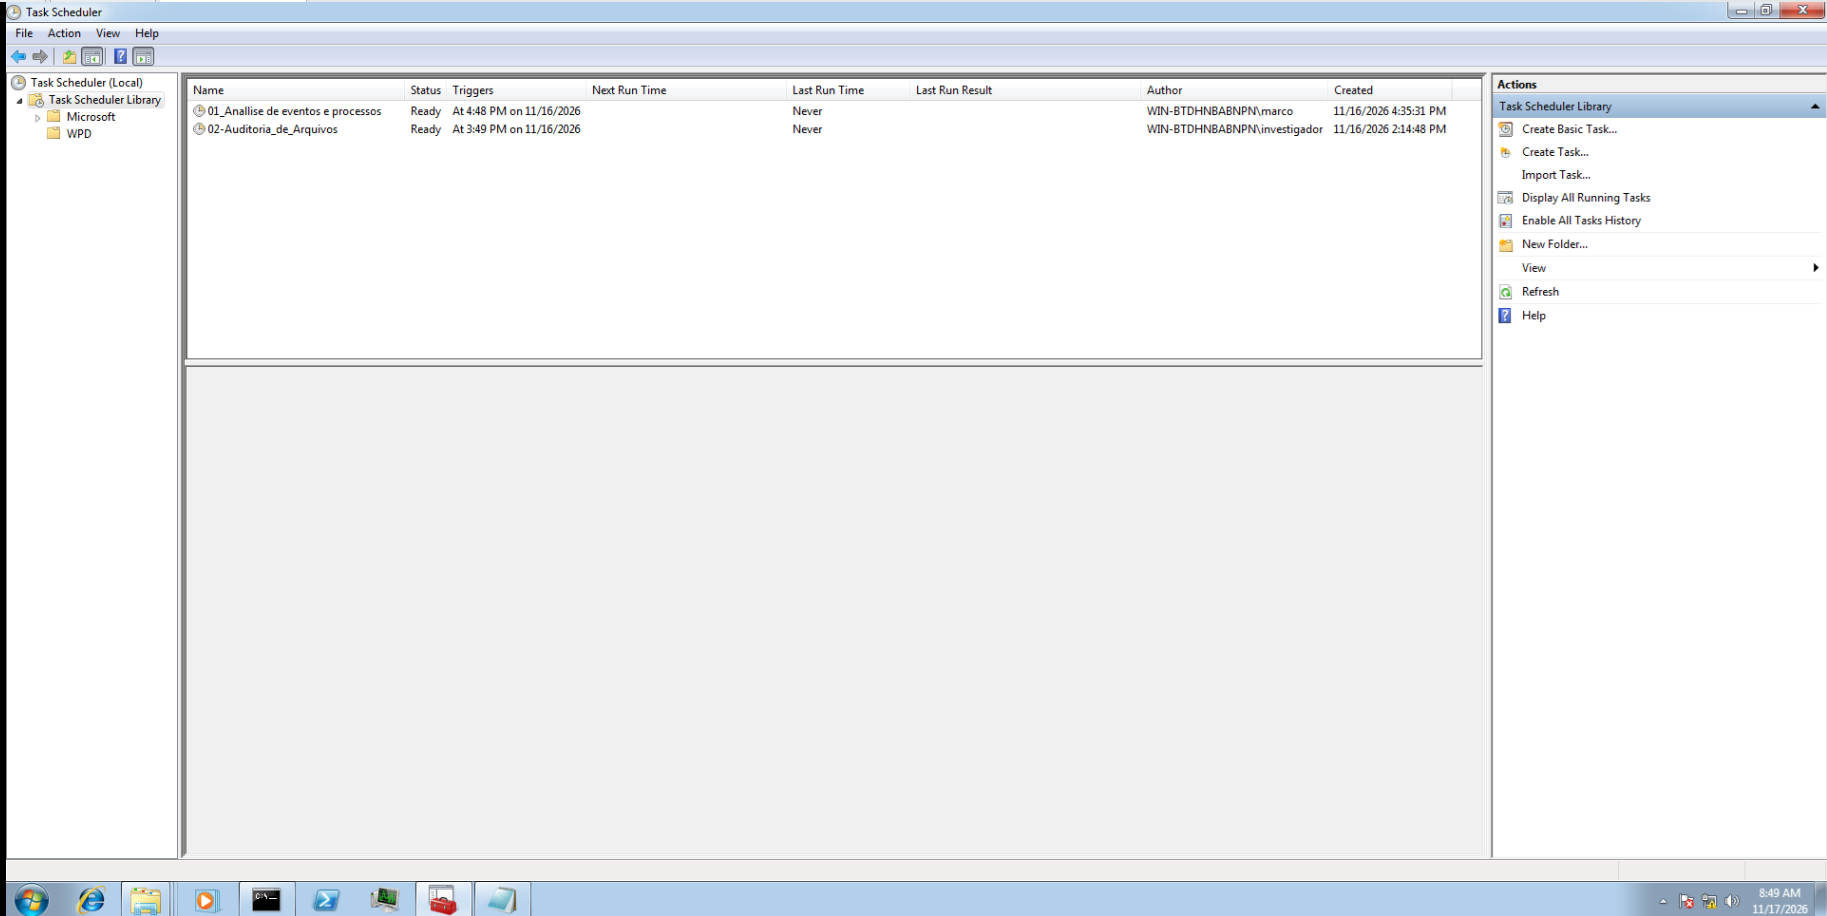 Task Scheduler
File Action View Help
Task Scheduler (Local)
Task Scheduler Library
Microsoft
WPD
Name Status Triggers Next Run Time Last Run Time Last Run Result Author Created
01_Anallise de eventos e processos Ready At 4:48 PM on 11/16/2026 Never WIN-BTDHNBABNPN\marco 11/16/2026 4:35:31 PM
02-Auditoria_de_Arquivos Ready At 3:49 PM on 11/16/2026 Never WIN-BTDHNBABNPN\investigador 11/16/2026 2:14:48 PM
Actions
Task Scheduler Library
Create Basic Task...
Create Task...
Import Task...
Display All Running Tasks
Enable All Tasks History
New Folder...
View
Refresh
Help
8:49 AM
11/17/2026